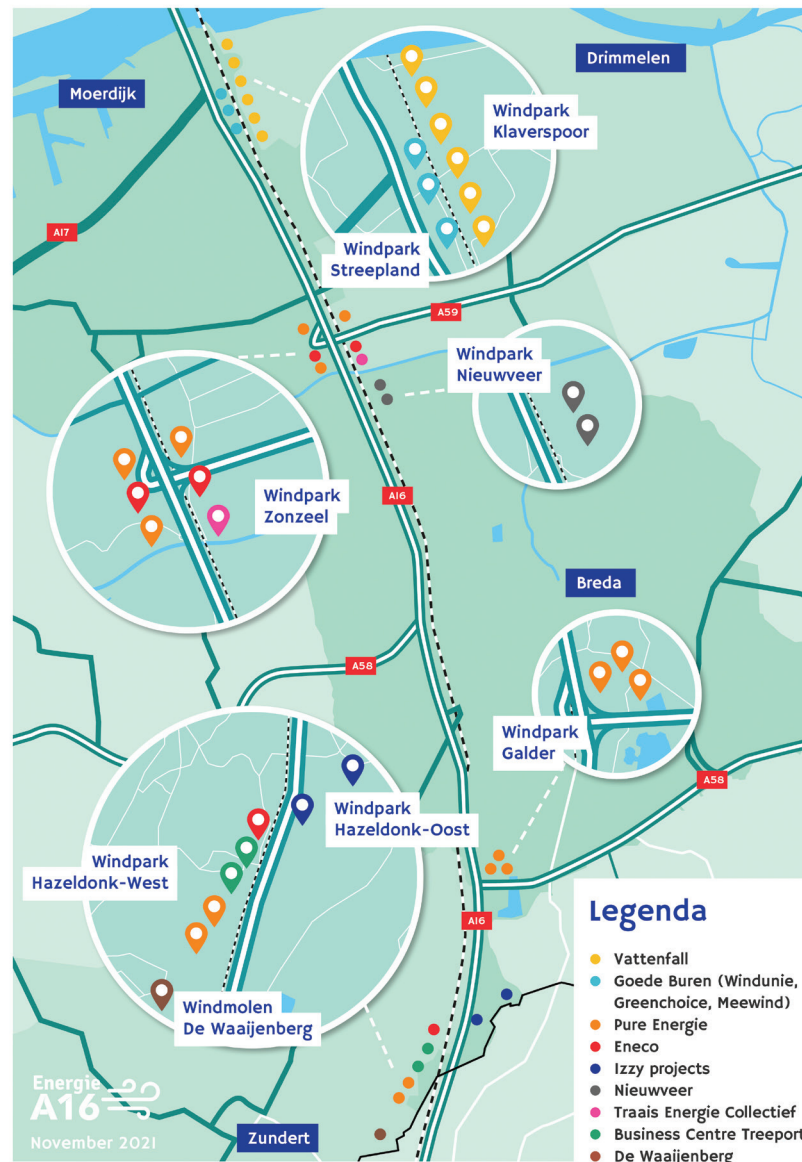 Drimmelen
Moerdijk
Windpark
Klaverspoor
A17
Windpark
Streepland
A59
Windpark
Nieuwveer
Windpark
Zonzeel
A16
Breda
A58
Windpark
Galder
A58
Windpark
Hazeldonk-Oost
Windpark
Hazeldonk-West
A16
Windmolen
De Waaijenberg
Legenda
Vattenfall
Goede Buren (Windunie,
Greenchoice, Meewind)
Pure Energie
Eneco
Izzy projects
Nieuwveer
Traais Energie Collectief
Business Centre Treeport
De Waaijenberg
Energie
A16
November 2021
Zundert